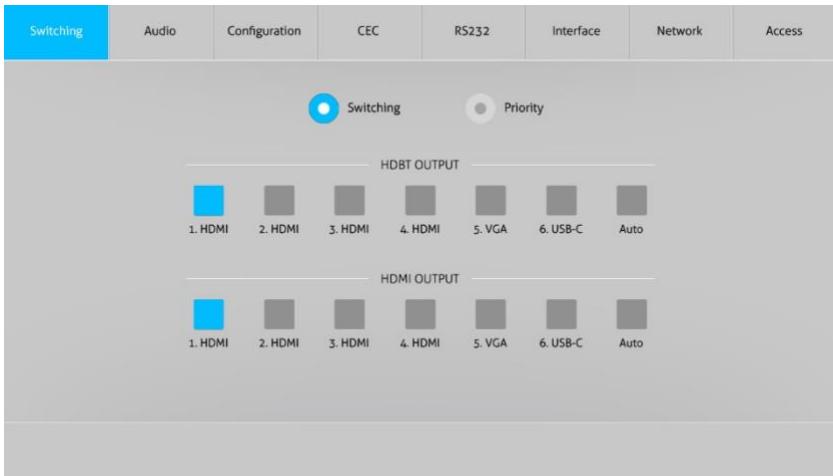 Switching Audio Configuration CEC RS232 Interface Network Access
Switching Priority
HDBT OUTPUT
1. HDMI 2. HDMI 3. HDMI 4. HDMI 5. VGA 6. USB-C Auto
HDMI OUTPUT
1. HDMI 2. HDMI 3. HDMI 4. HDMI 5. VGA 6. USB-C Auto